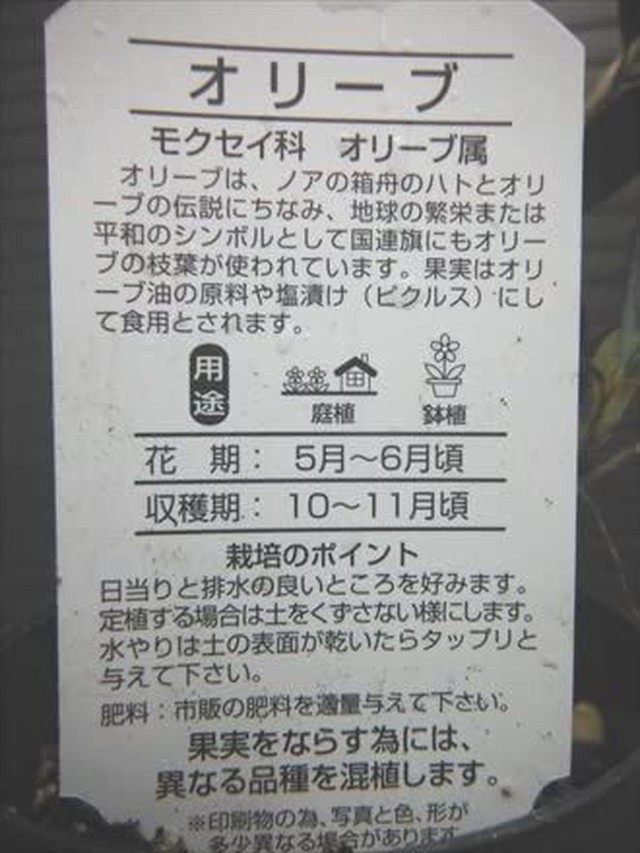 オリーブ
モクセイ科　オリーブ属
オリーブは、ノアの箱舟のハトとオリ
ーブの伝説にちなみ、地球の繁栄または
平和のシンボルとして国連旗にもオリー
ブの枝葉が使われています。果実はオリ
ーブ油の原料や塩漬け（ピクルス）にし
て食用とされます。
用途
庭植　鉢植
花　期：　5月〜6月頃
収穫期：　10〜11月頃
栽培のポイント
日当りと排水の良いところを好みます。
定植する場合は土をくずさない様にします。
水やりは土の表面が乾いたらタップリと
与えて下さい。
肥料：市販の肥料を適量与えて下さい。
果実をならす為には、
異なる品種を混植します。
※印刷物の為、写真と色、形が
多少異なる場合があります